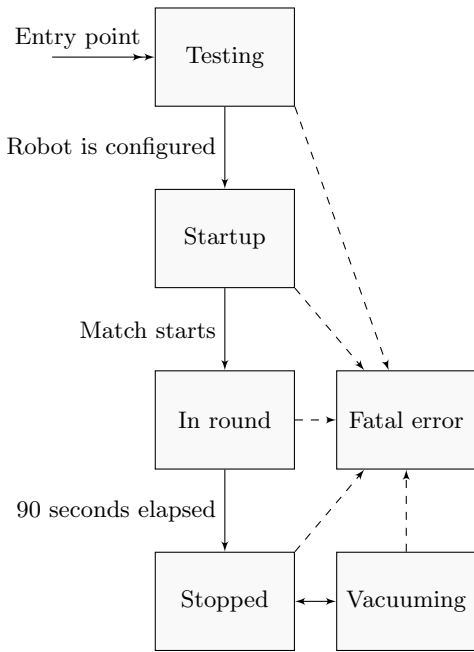 Entry point
Testing
Robot is configured
Startup
Match starts
In round
Fatal error
90 seconds elapsed
Stopped
Vacuuming